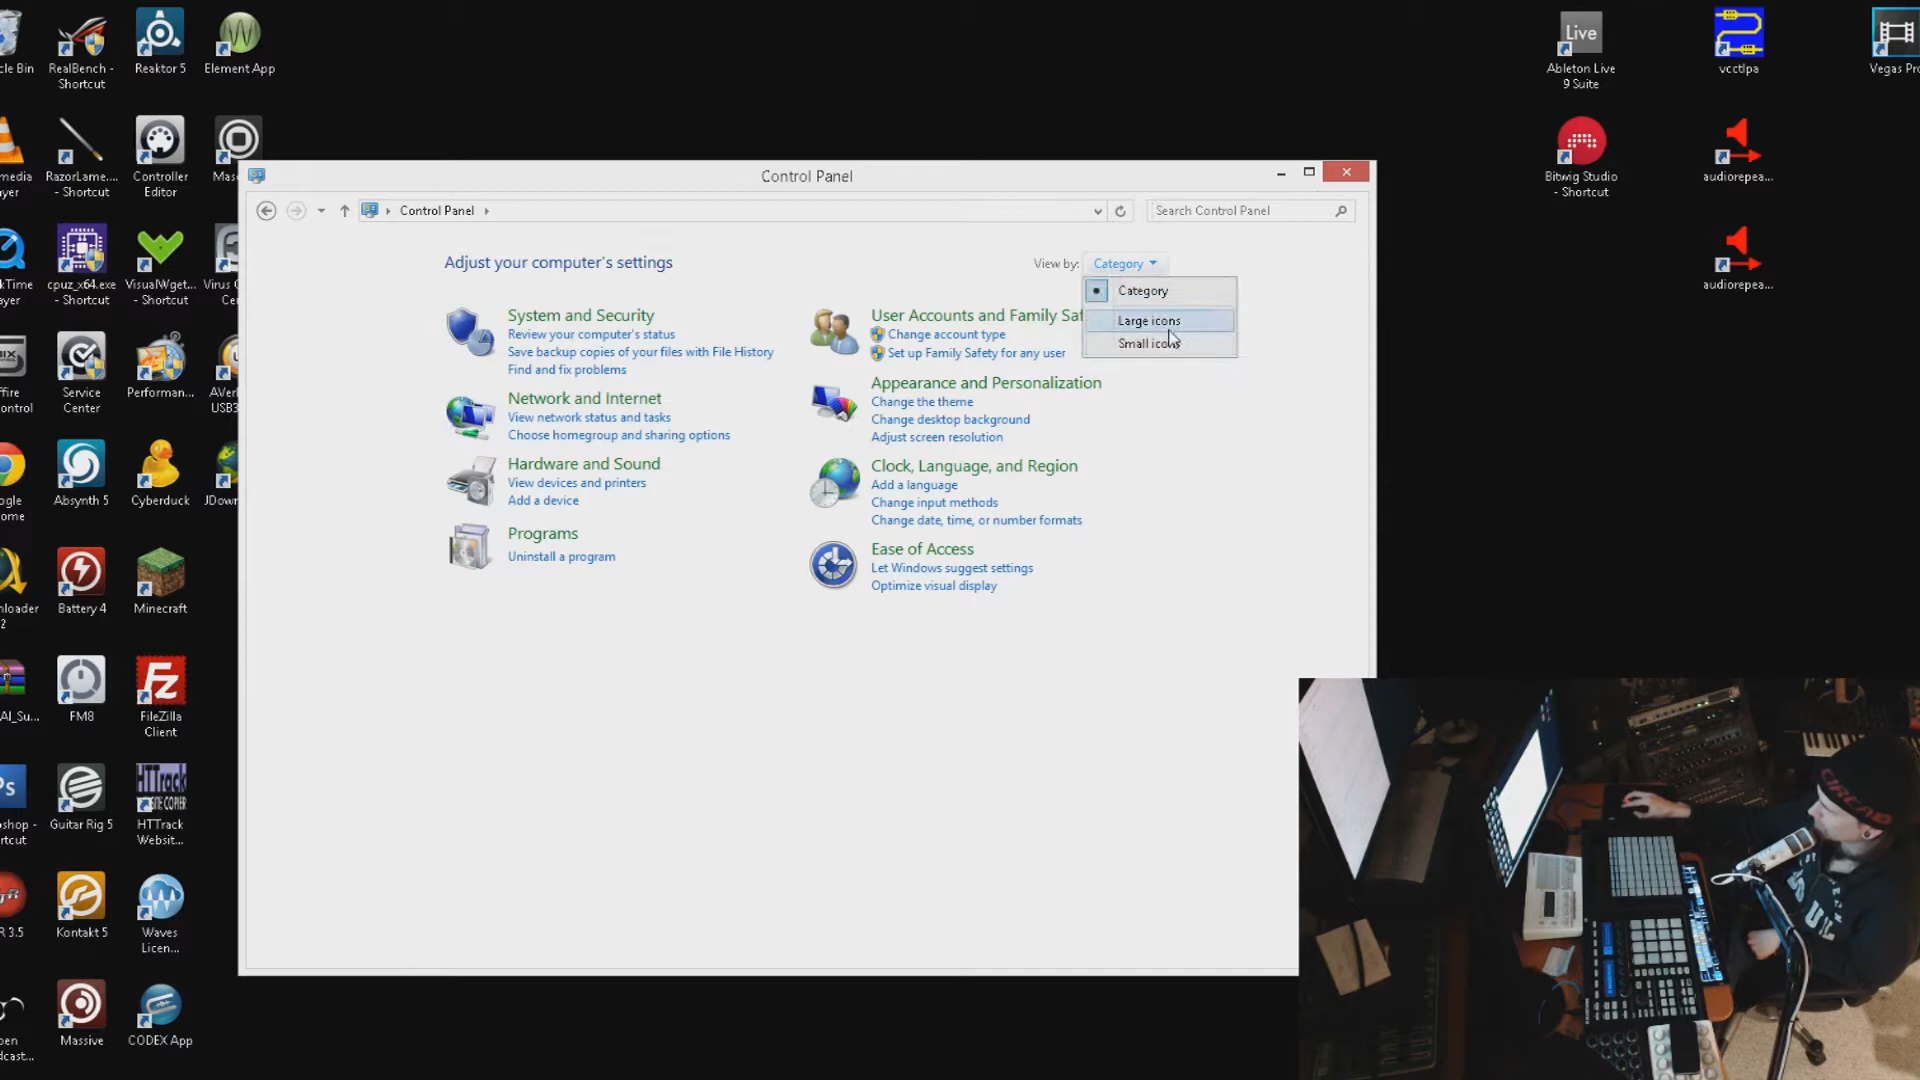 cle Bin
RealBench -
Shortcut
Reaktor 5
Element App
Live
Ableton Live
9 Suite
vcctlpa
Vegas Pro
media
ayer
RazorLame....
- Shortcut
Controller
Editor
Mas
Bitwig Studio
- Shortcut
audiorepea...
audiorepea...
kTime
ayer
cpuz_x64.exe
- Shortcut
VisualWget...
- Shortcut
Virus C
Cer
MIX
ffire
ontrol
Service
Center
Performan...
AVer
USB3
ogle
ome
Absynth 5
Cyberduck
JDown
nloader
2
Battery 4
Minecraft
AI_Su...
FM8
FileZilla
Client
Ps
shop -
rtcut
Guitar Rig 5
HTTrack
SITE COPIER
HTTrack
Websit...
R 3.5
Kontakt 5
Waves
Licen...
pen
dcast...
Massive
CODEX App
Control Panel
Control Panel
Search Control Panel
Adjust your computer's settings
View by:
Category
Category
Large icons
Small icons
System and Security
Review your computer's status
Save backup copies of your files with File History
Find and fix problems
Network and Internet
View network status and tasks
Choose homegroup and sharing options
Hardware and Sound
View devices and printers
Add a device
Programs
Uninstall a program
User Accounts and Family Saf
Change account type
Set up Family Safety for any user
Appearance and Personalization
Change the theme
Change desktop background
Adjust screen resolution
Clock, Language, and Region
Add a language
Change input methods
Change date, time, or number formats
Ease of Access
Let Windows suggest settings
Optimize visual display